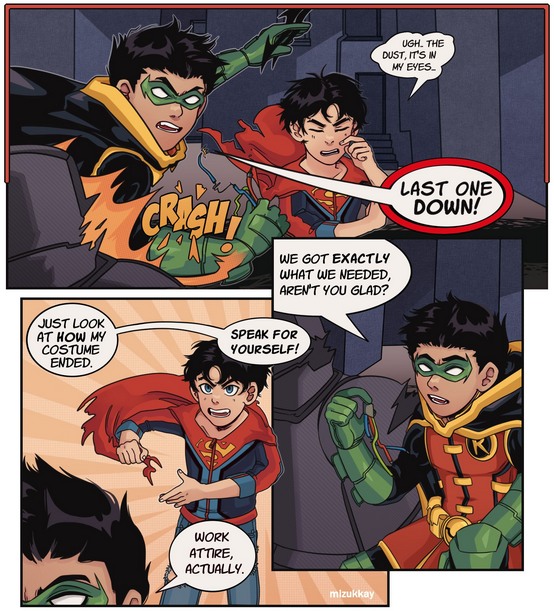 UGH.. THE
DUST, IT'S IN
MY EYES...
LAST ONE
DOWN!
CRACH!
WE GOT EXACTLY
WHAT WE NEEDED,
AREN'T YOU GLAD?
SPEAK FOR
YOURSELF!
JUST LOOK
AT HOW MY
COSTUME
ENDED.
WORK
ATTIRE,
ACTUALLY.
mizukkay